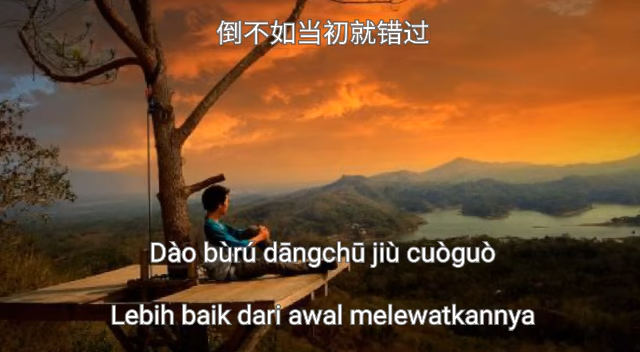 倒不如当初就错过
Dào bùrú dāngchū jiù cuòguò
Lebih baik dari awal melewatkannya